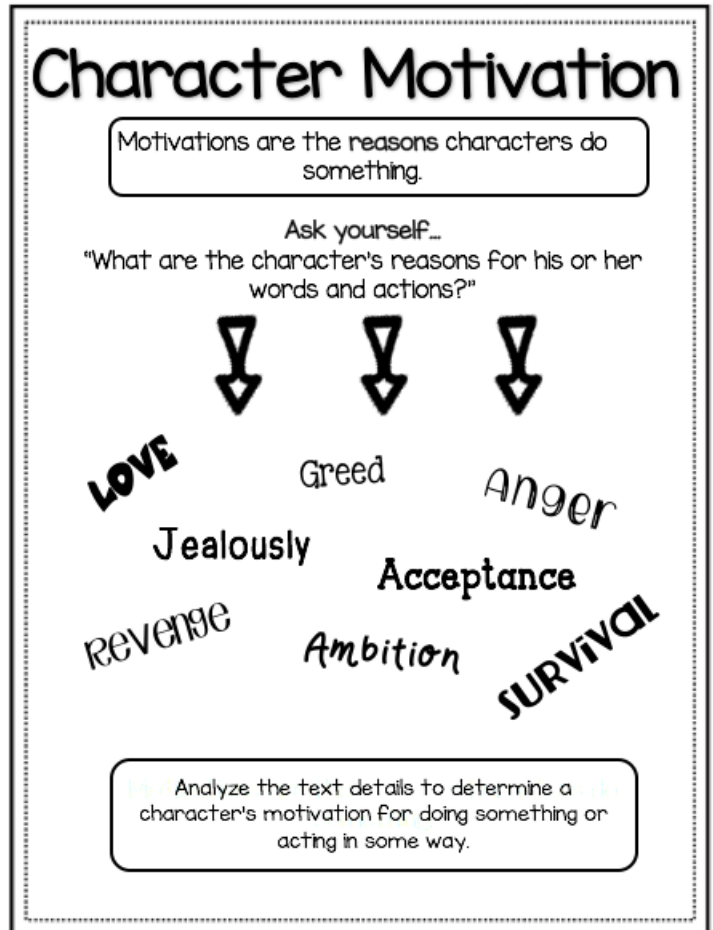 Character Motivation
Motivations are the reasons characters do
something.
Ask yourself...
"What are the character's reasons for his or her
words and actions?"
LOVE
Greed
Anger
Jealously
Acceptance
Revenge
Ambition
SURViVal
Analyze the text details to determine a
character's motivation for doing something or
acting in some way.